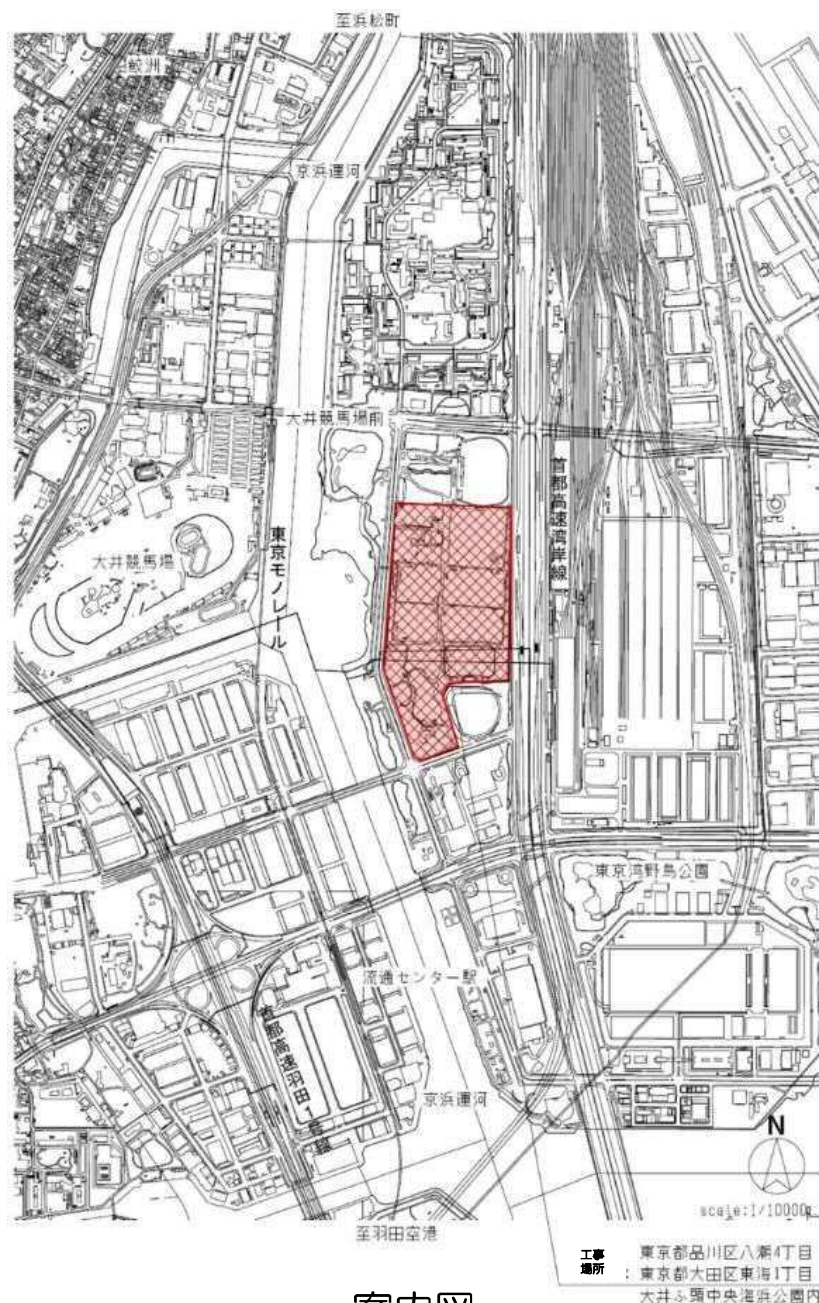 至浜松町
鮫洲
京浜運河
大井競馬場前
首都高速湾岸線
東京モノレール
大井競馬場
東京湾野鳥公園
流通センター駅
首都高速羽田1号線
京浜運河
N
scale:1/10000
至羽田空港
工事場所 : 東京都品川区八潮4丁目
東京都大田区東海1丁目
大井ふ頭中央海浜公園内
案内図